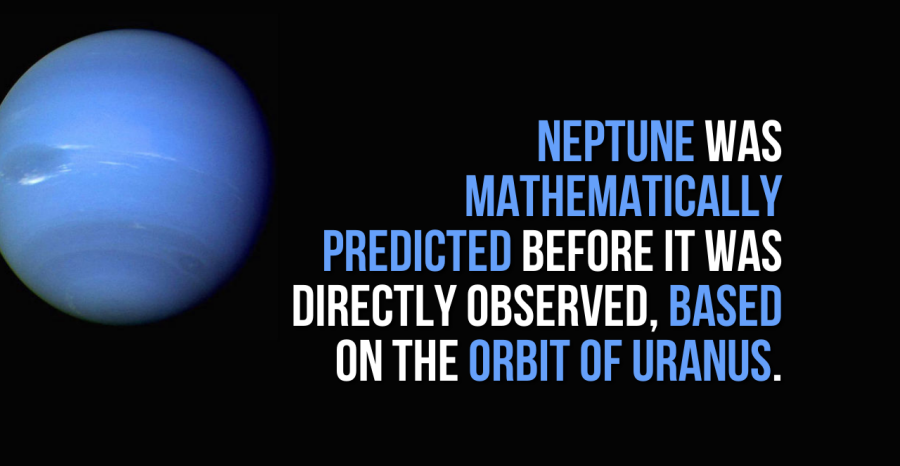 NEPTUNE WAS
MATHEMATICALLY
PREDICTED BEFORE IT WAS
DIRECTLY OBSERVED, BASED
ON THE ORBIT OF URANUS.